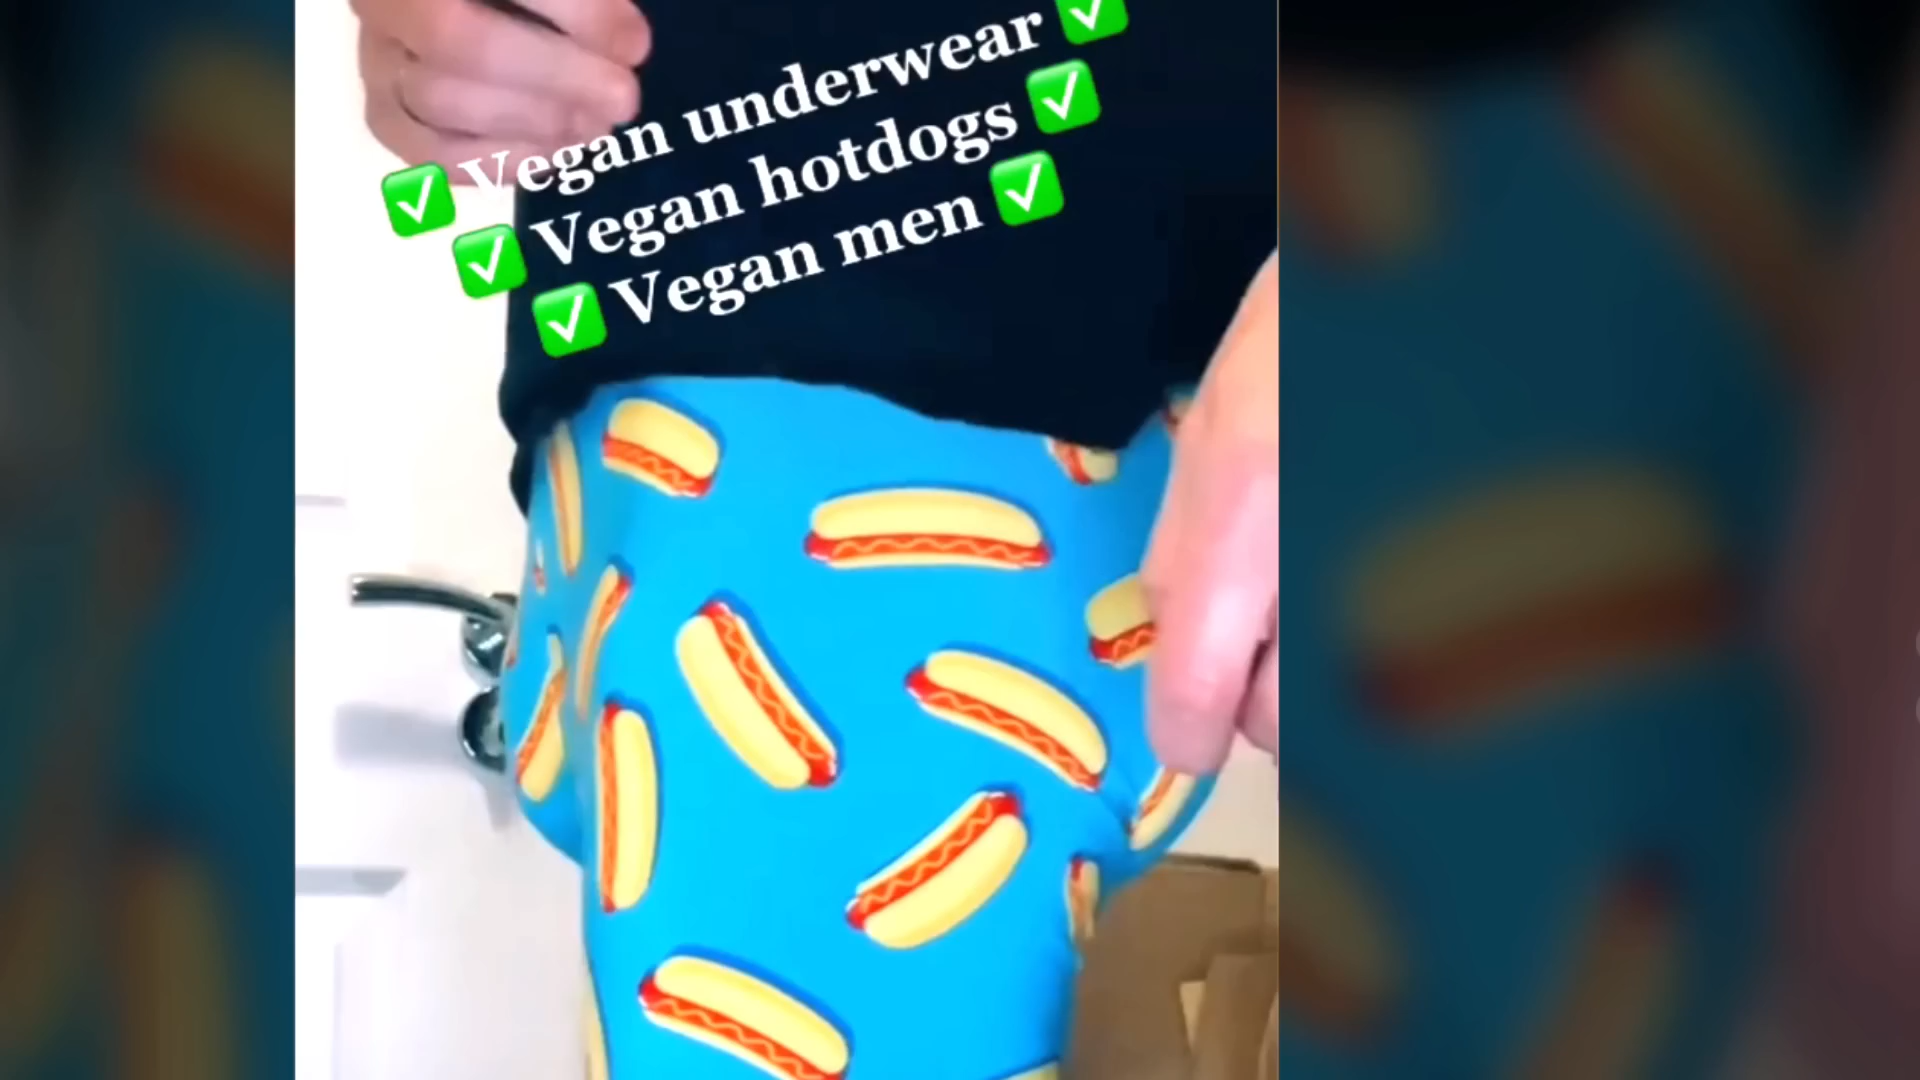 ✅ Vegan underwear ✅
✅ Vegan hotdogs ✅
✅ Vegan men ✅